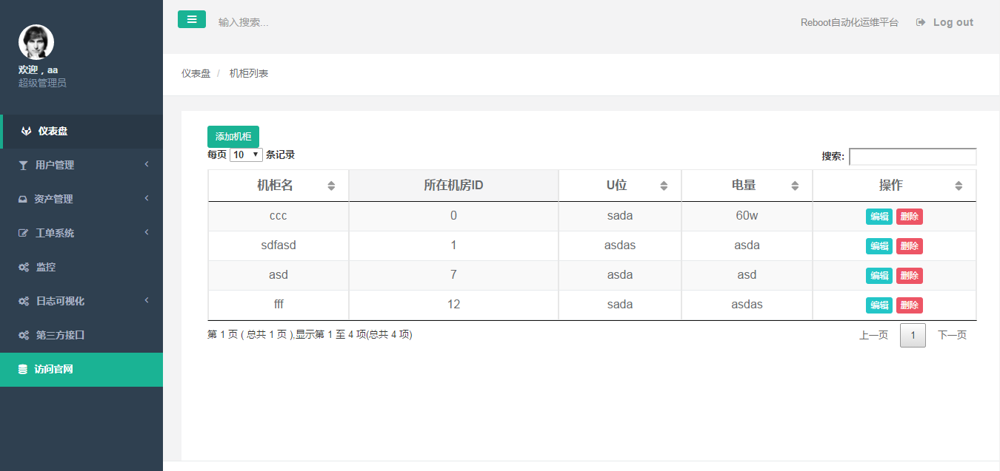 输入搜索...
Reboot自动化运维平台
Log out
欢迎，aa
超级管理员
仪表盘
用户管理
资产管理
工单系统
监控
日志可视化
第三方接口
访问官网
仪表盘 / 机柜列表
添加机柜
每页 10 条记录
搜索:
机柜名 所在机房ID U位 电量 操作
ccc 0 sada 60w 编辑 删除
sdfasd 1 asdas asda 编辑 删除
asd 7 asda asd 编辑 删除
fff 12 sada asdas 编辑 删除
第 1 页 ( 总共 1 页 ),显示第 1 至 4 项(总共 4 项)
上一页 1 下一页